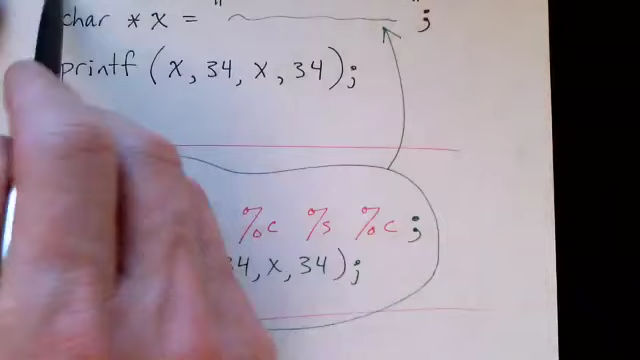 char * x = " ";
printf (x, 34, x, 34);
%c %s %c ;
34, x, 34);